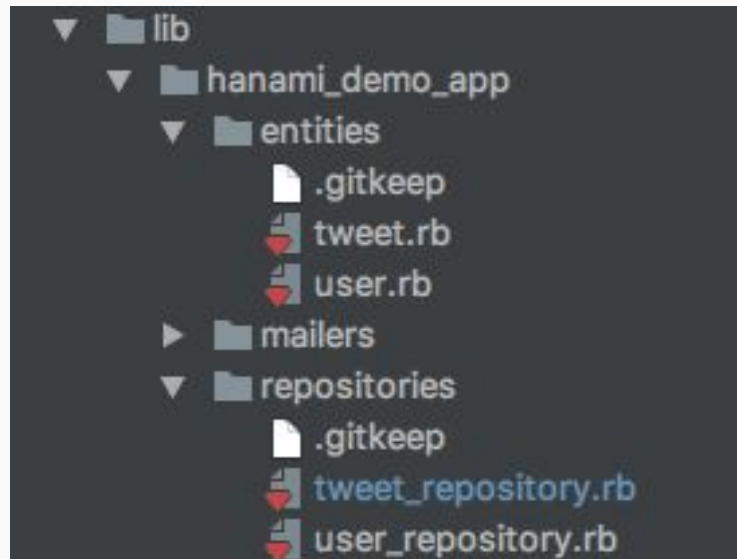 lib
hanami_demo_app
entities
.gitkeep
tweet.rb
user.rb
mailers
repositories
.gitkeep
tweet_repository.rb
user_repository.rb